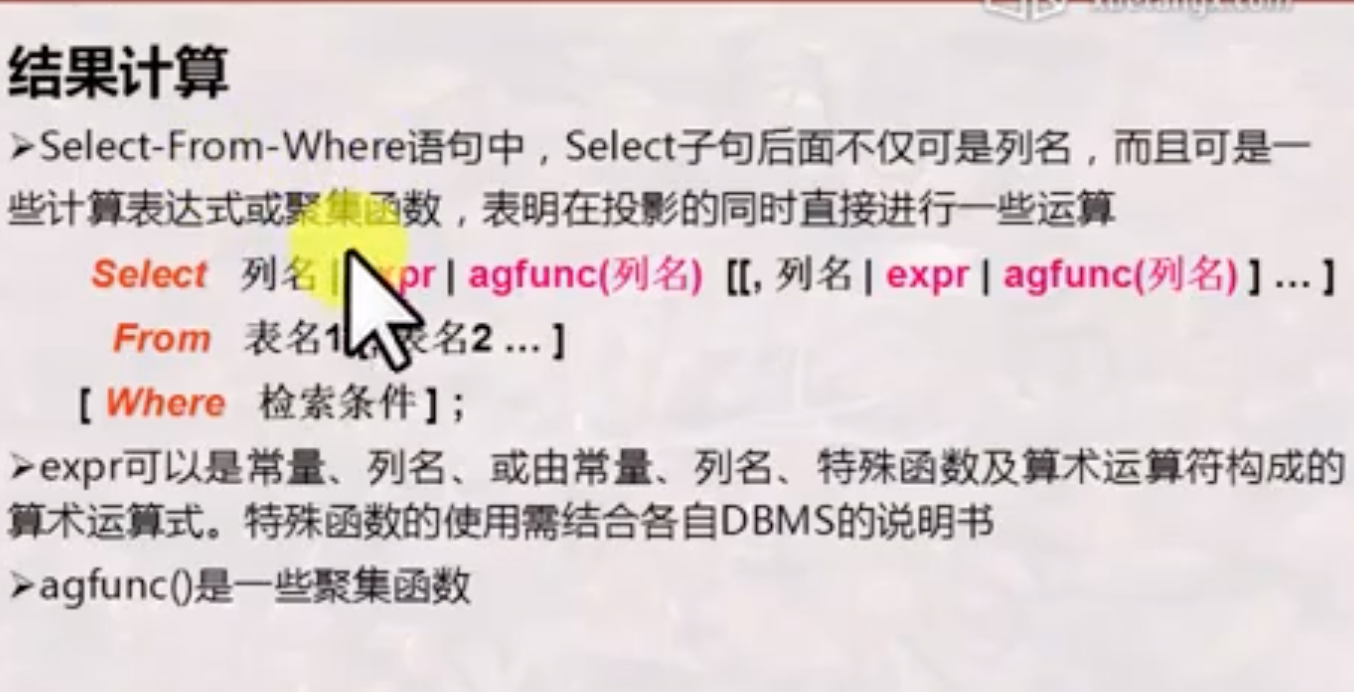 结果计算
➢Select-From-Where语句中，Select子句后面不仅可是列名，而且可是一
些计算表达式或聚集函数，表明在投影的同时直接进行一些运算
Select 列名 | expr | agfunc(列名) [[, 列名 | expr | agfunc(列名) ] … ]
From 表名1 [, 表名2 … ]
[ Where 检索条件 ] ;
➢expr可以是常量、列名、或由常量、列名、特殊函数及算术运算符构成的
算术运算式。特殊函数的使用需结合各自DBMS的说明书
➢agfunc()是一些聚集函数